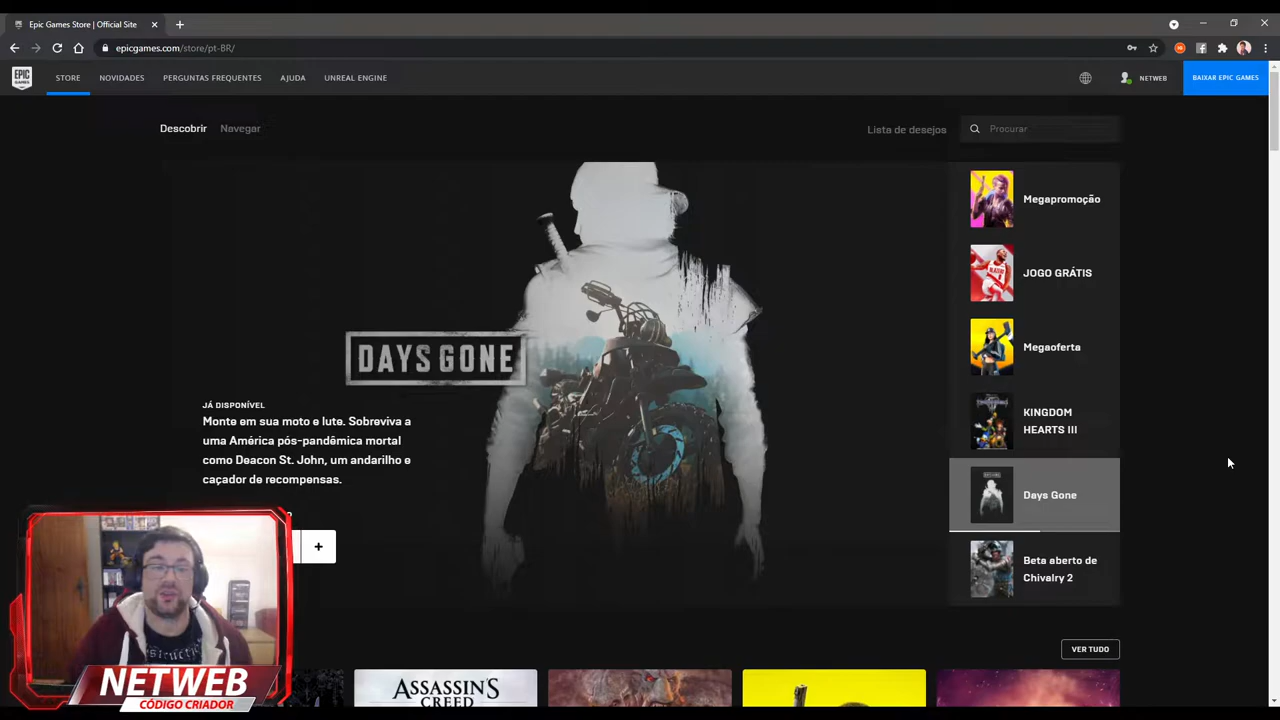 Epic Games Store | Official Site
epicgames.com/store/pt-BR/
EPIC GAMES
STORE
NOVIDADES
PERGUNTAS FREQUENTES
AJUDA
UNREAL ENGINE
NETWEB
BAIXAR EPIC GAMES
Descobrir
Navegar
Lista de desejos
Procurar
Megapromoção
JOGO GRÁTIS
Megaoferta
KINGDOM
HEARTS III
Days Gone
Beta aberto de
Chivalry 2
DAYS GONE
JÁ DISPONÍVEL
Monte em sua moto e lute. Sobreviva a
uma América pós-pandêmica mortal
como Deacon St. John, um andarilho e
caçador de recompensas.
+
VER TUDO
ASSASSIN'S
CREED
NETWEB
CÓDIGO CRIADOR